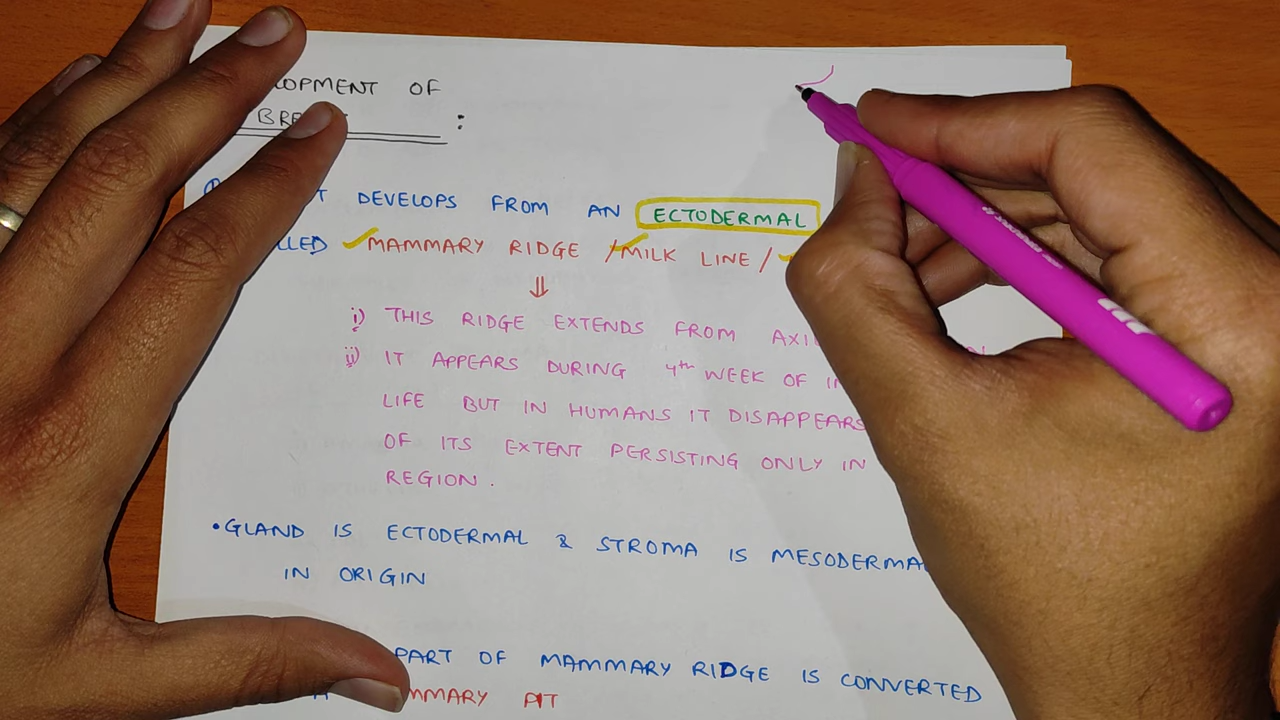 OF
:
DEVELOPS FROM AN ECTODERMAL
MAMMARY RIDGE / MILK LINE /
⇓
i) THIS RIDGE EXTENDS FROM
ii) IT APPEARS DURING 4th WEEK OF
LIFE BUT IN HUMANS IT DISAPPEARS
OF ITS EXTENT PERSISTING ONLY IN
REGION.
• GLAND IS ECTODERMAL & STROMA IS
IN ORIGIN
PART OF MAMMARY RIDGE IS CONVERTED
PIT